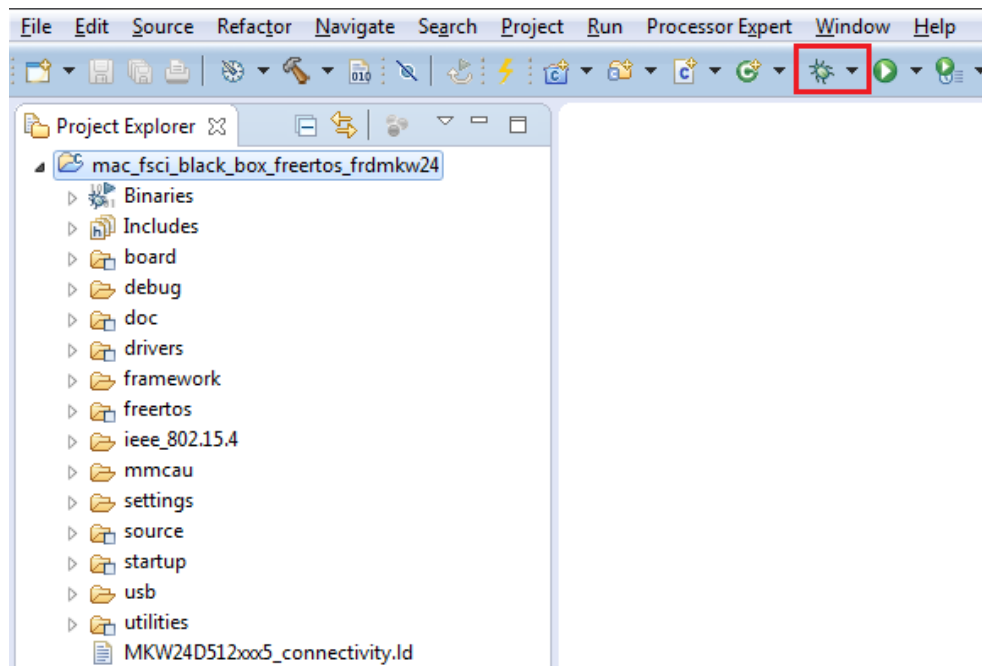 File Edit Source Refactor Navigate Search Project Run Processor Expert Window Help
010
Project Explorer
mac_fsci_black_box_freertos_frdmkw24
Binaries
Includes
board
debug
doc
drivers
framework
freertos
ieee_802.15.4
mmcau
settings
source
startup
usb
utilities
MKW24D512xxx5_connectivity.ld